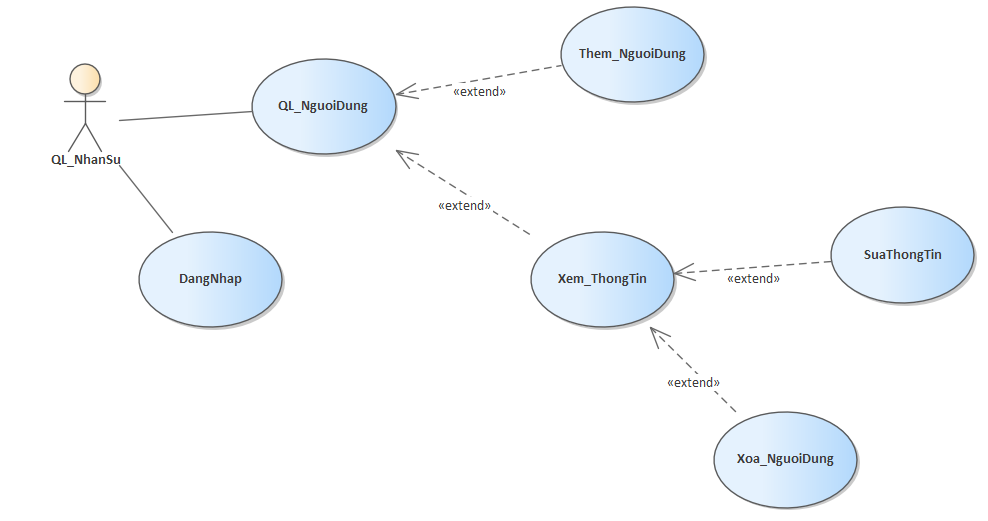 Them_NguoiDung
QL_NguoiDung
«extend»
QL_NhanSu
«extend»
DangNhap
Xem_ThongTin
SuaThongTin
«extend»
«extend»
Xoa_NguoiDung